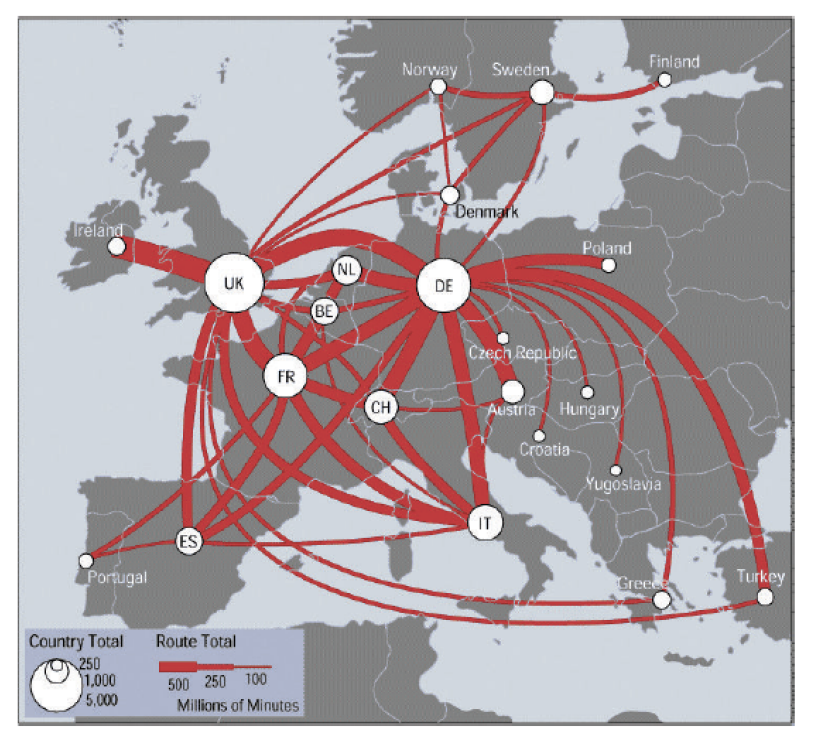 Norway
Sweden
Finland
Denmark
Ireland
Poland
UK
NL
DE
BE
Czech Republic
FR
CH
Austria
Hungary
Croatia
Yugoslavia
IT
ES
Portugal
Greece
Turkey
Country Total
250
1,000
5,000
Route Total
500 250 100
Millions of Minutes